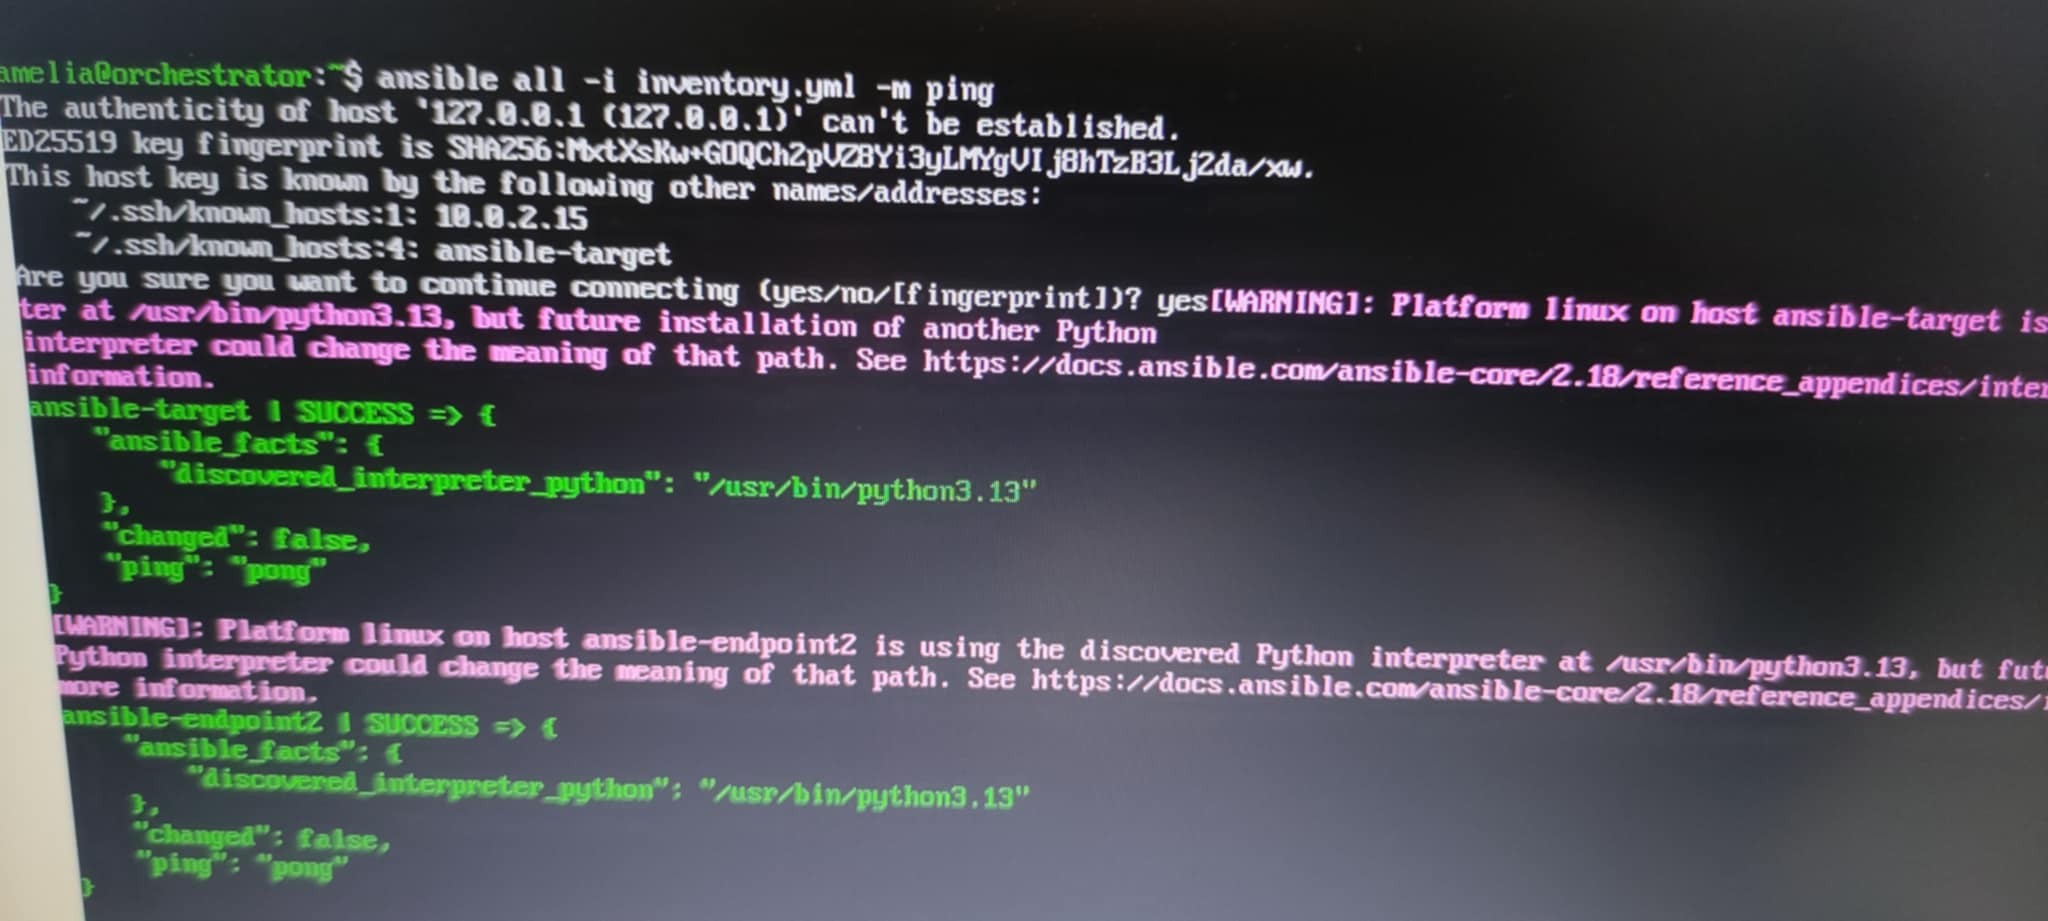 amelia@orchestrator:~$ ansible all -i inventory.yml -m ping
The authenticity of host '127.0.0.1 (127.0.0.1)' can't be established.
ED25519 key fingerprint is SHA256:MxtXsKw+GOQCh2pVZBYi3yLMYgVIj8hTzB3Lj2da/xw.
This host key is known by the following other names/addresses:
    ~/.ssh/known_hosts:1: 10.0.2.15
    ~/.ssh/known_hosts:4: ansible-target
Are you sure you want to continue connecting (yes/no/[fingerprint])? yes[WARNING]: Platform linux on host ansible-target is
ter at /usr/bin/python3.13, but future installation of another Python
interpreter could change the meaning of that path. See https://docs.ansible.com/ansible-core/2.18/reference_appendices/inter
information.
ansible-target | SUCCESS => {
    "ansible_facts": {
        "discovered_interpreter_python": "/usr/bin/python3.13"
    },
    "changed": false,
    "ping": "pong"
}
[WARNING]: Platform linux on host ansible-endpoint2 is using the discovered Python interpreter at /usr/bin/python3.13, but fut
Python interpreter could change the meaning of that path. See https://docs.ansible.com/ansible-core/2.18/reference_appendices/
more information.
ansible-endpoint2 | SUCCESS => {
    "ansible_facts": {
        "discovered_interpreter_python": "/usr/bin/python3.13"
    },
    "changed": false,
    "ping": "pong"
}